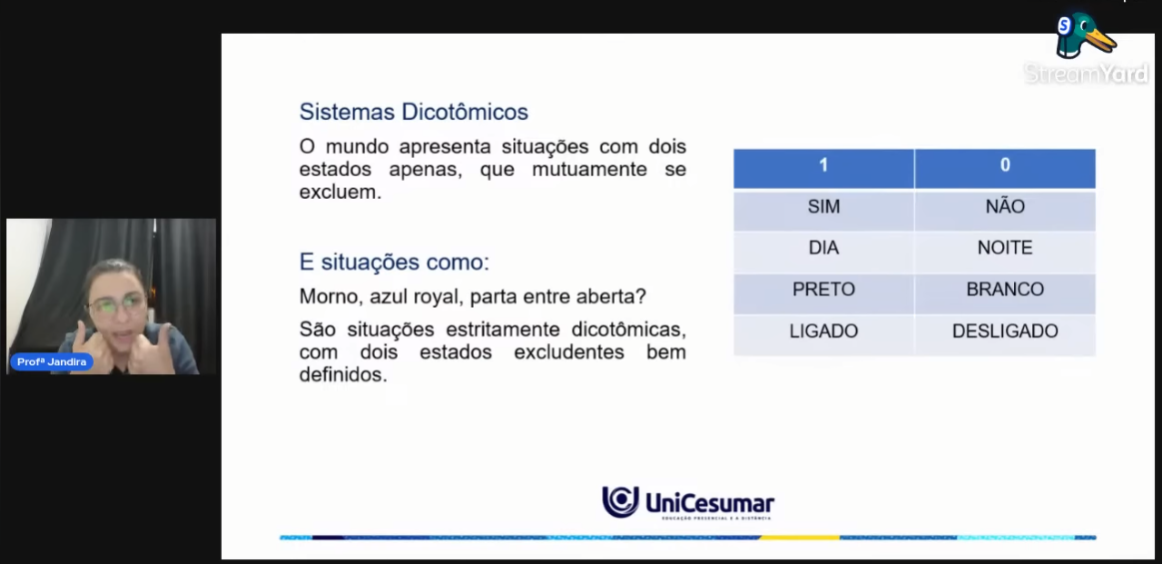 StreamYard
Sistemas Dicotômicos
O mundo apresenta situações com dois
estados apenas, que mutuamente se
excluem.
E situações como:
Morno, azul royal, parta entre aberta?
São situações estritamente dicotômicas,
com dois estados excludentes bem
definidos.
1 0
SIM NÃO
DIA NOITE
PRETO BRANCO
LIGADO DESLIGADO
Profª Jandira
UniCesumar
EDUCAÇÃO PRESENCIAL E A DISTÂNCIA